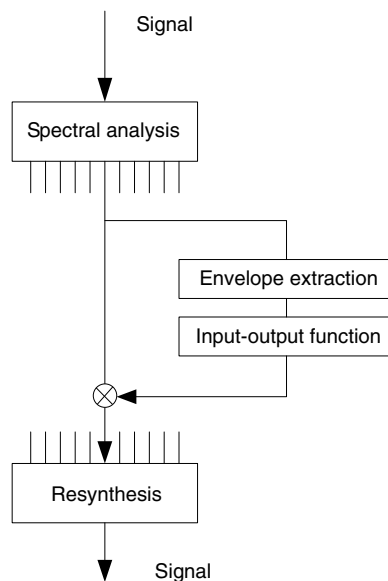 Signal
Spectral analysis
Envelope extraction
Input-output function
Resynthesis
Signal